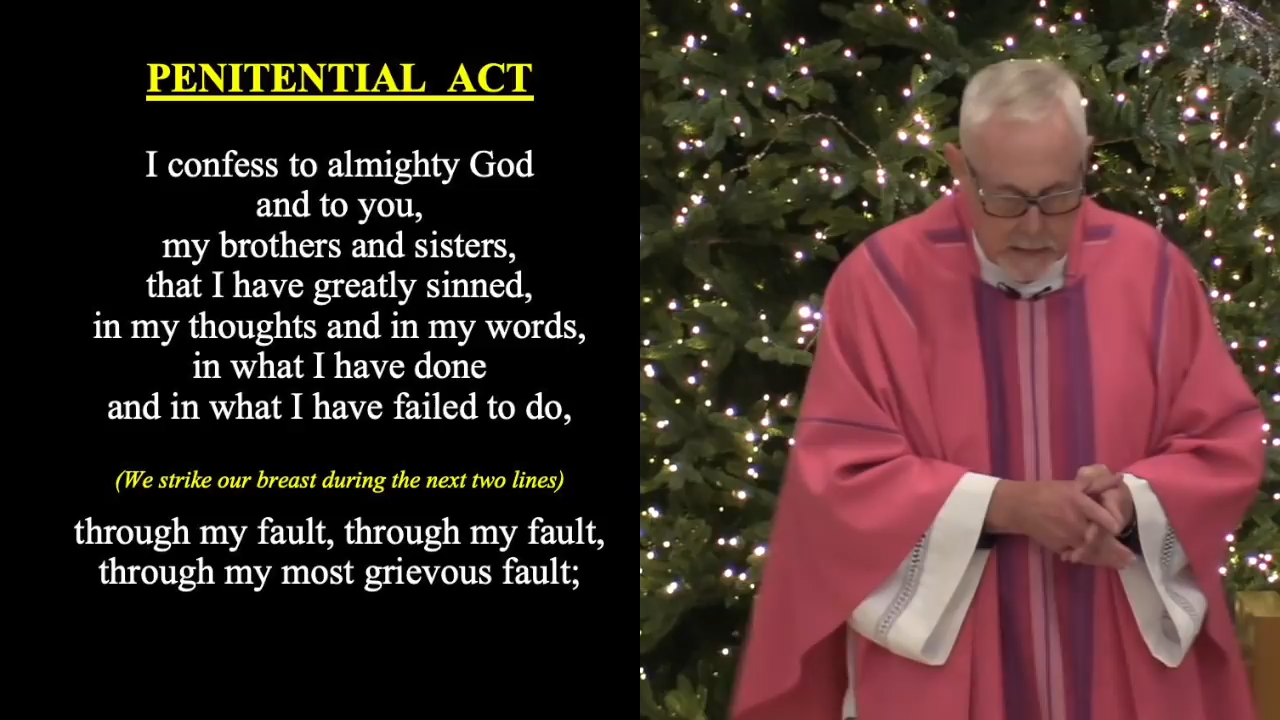 PENITENTIAL ACT
I confess to almighty God
and to you,
my brothers and sisters,
that I have greatly sinned,
in my thoughts and in my words,
in what I have done
and in what I have failed to do,
(We strike our breast during the next two lines)
through my fault, through my fault,
through my most grievous fault;